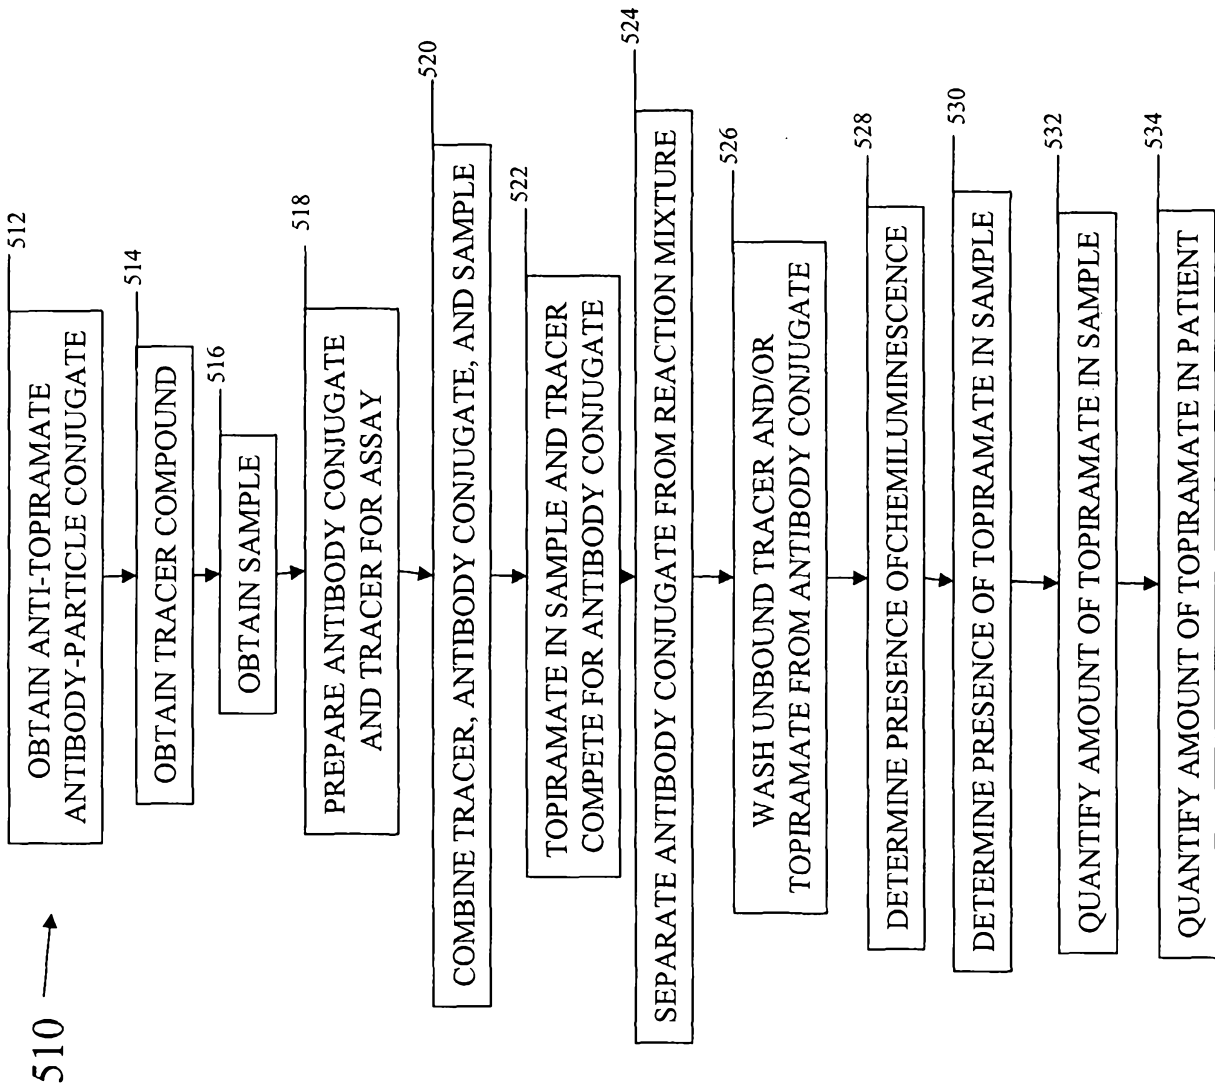 510
512
OBTAIN ANTI-TOPIRAMATE
ANTIBODY-PARTICLE CONJUGATE
514
OBTAIN TRACER COMPOUND
516
OBTAIN SAMPLE
518
PREPARE ANTIBODY CONJUGATE
AND TRACER FOR ASSAY
520
COMBINE TRACER, ANTIBODY CONJUGATE, AND SAMPLE
522
TOPIRAMATE IN SAMPLE AND TRACER
COMPETE FOR ANTIBODY CONJUGATE
524
SEPARATE ANTIBODY CONJUGATE FROM REACTION MIXTURE
526
WASH UNBOUND TRACER AND/OR
TOPIRAMATE FROM ANTIBODY CONJUGATE
528
DETERMINE PRESENCE OFCHEMILUMINESCENCE
530
DETERMINE PRESENCE OF TOPIRAMATE IN SAMPLE
532
QUANTIFY AMOUNT OF TOPIRAMATE IN SAMPLE
534
QUANTIFY AMOUNT OF TOPIRAMATE IN PATIENT